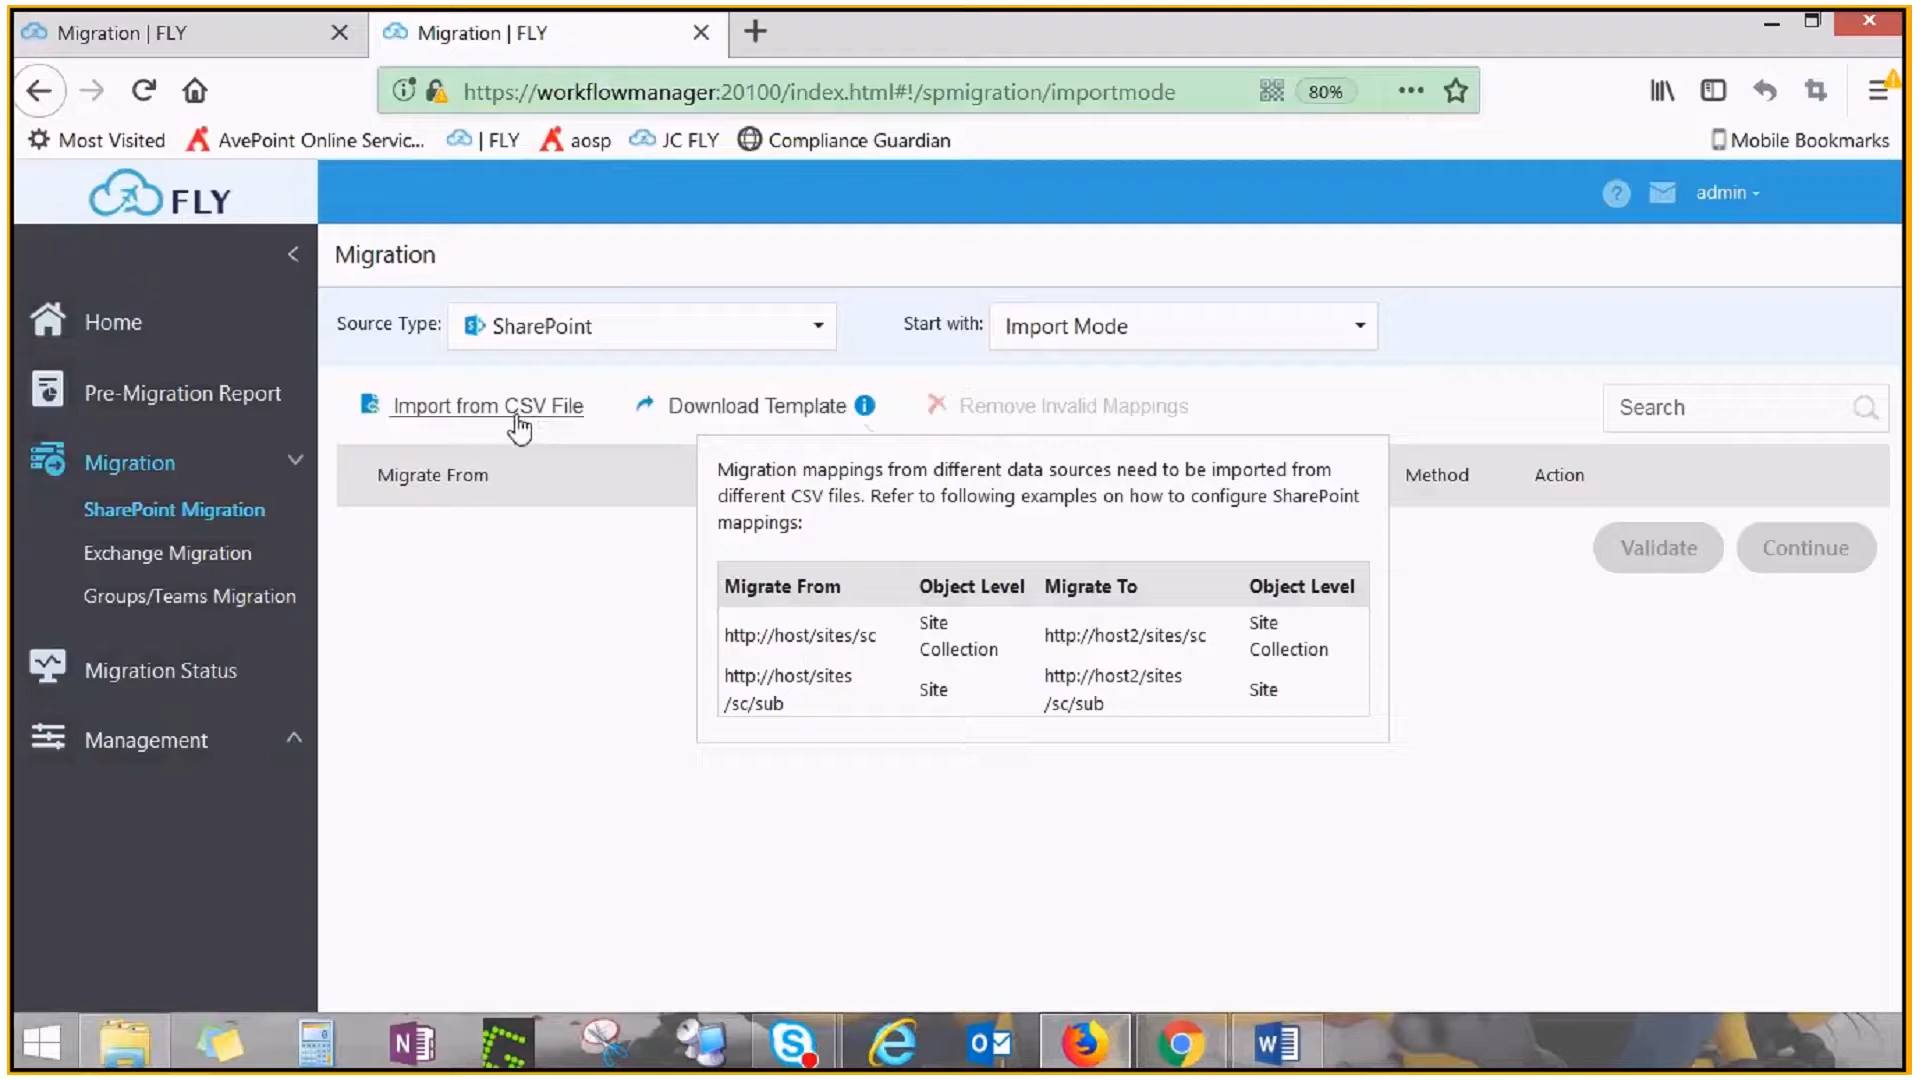 Migration | FLY
Migration | FLY
https://workflowmanager:20100/index.html#!/spmigration/importmode
80%
Most Visited
AvePoint Online Servic...
| FLY
aosp
JC FLY
Compliance Guardian
Mobile Bookmarks
FLY
admin
Migration
Home
Pre-Migration Report
Migration
SharePoint Migration
Exchange Migration
Groups/Teams Migration
Migration Status
Management
Source Type:
SharePoint
Start with:
Import Mode
Import from CSV File
Download Template
Remove Invalid Mappings
Search
Migrate From
Method
Action
Validate
Continue
Migration mappings from different data sources need to be imported from
different CSV files. Refer to following examples on how to configure SharePoint
mappings:
Migrate From Object Level Migrate To Object Level
http://host/sites/sc Site Collection http://host2/sites/sc Site Collection
http://host/sites/sc/sub Site http://host2/sites/sc/sub Site